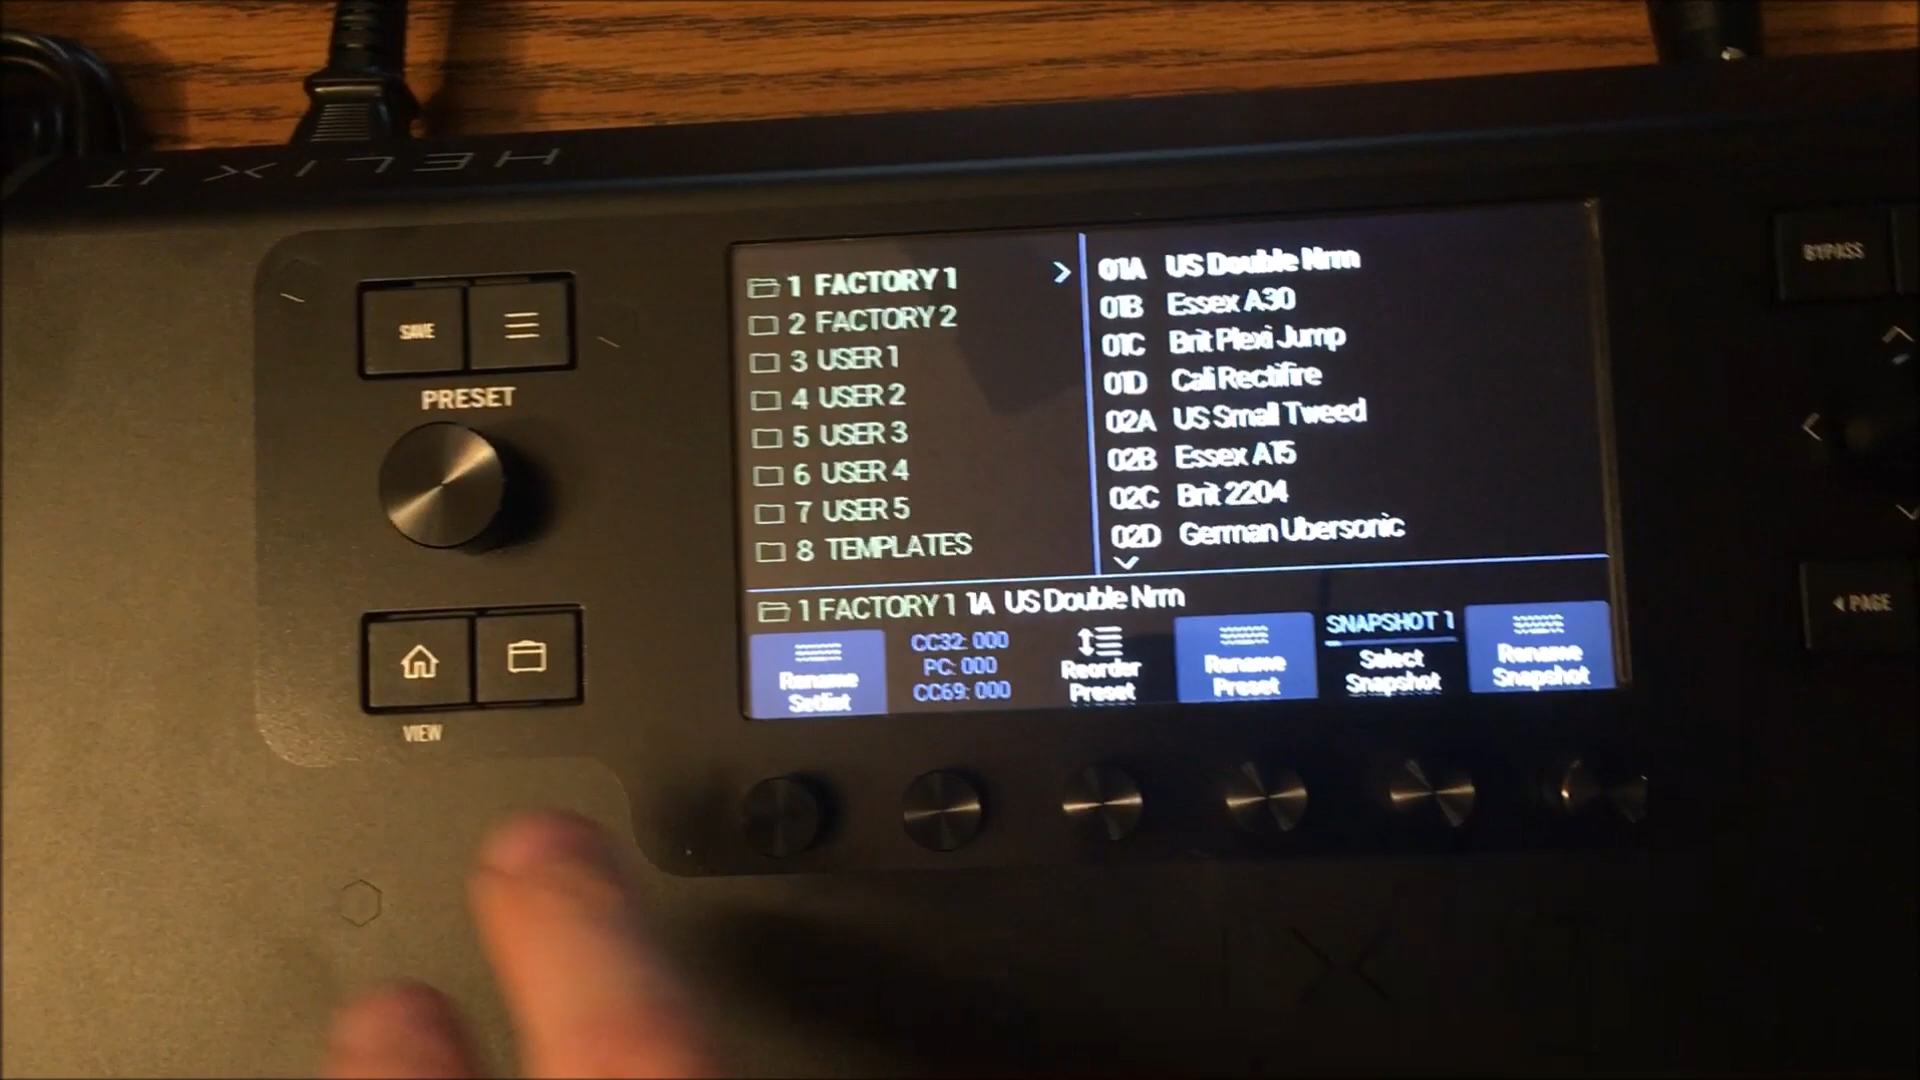 HELIX LT
SAVE
PRESET
VIEW
1 FACTORY 1 >
2 FACTORY 2
3 USER 1
4 USER 2
5 USER 3
6 USER 4
7 USER 5
8 TEMPLATES
01A US Double Nrm
01B Essex A30
01C Brit Plexi Jump
01D Cali Rectifire
02A US Small Tweed
02B Essex A15
02C Brit 2204
02D German Ubersonic
1 FACTORY 1 1A US Double Nrm
Rename
Setlist
CC32: 000
PC: 000
CC69: 000
Reorder
Preset
Rename
Preset
SNAPSHOT 1
Select
Snapshot
Rename
Snapshot
BYPASS
PAGE